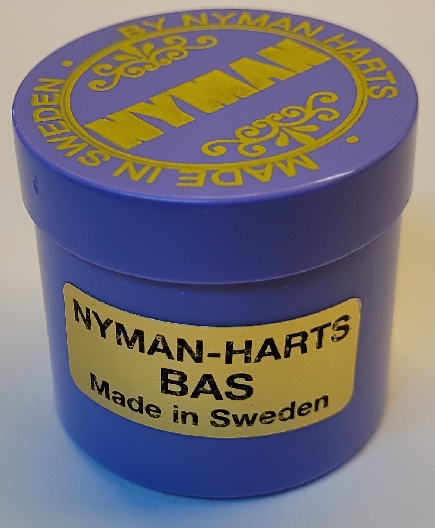 BY NYMAN HARTS
• MADE IN SWEDEN •
NYMAN
NYMAN-HARTS
BAS
Made in Sweden